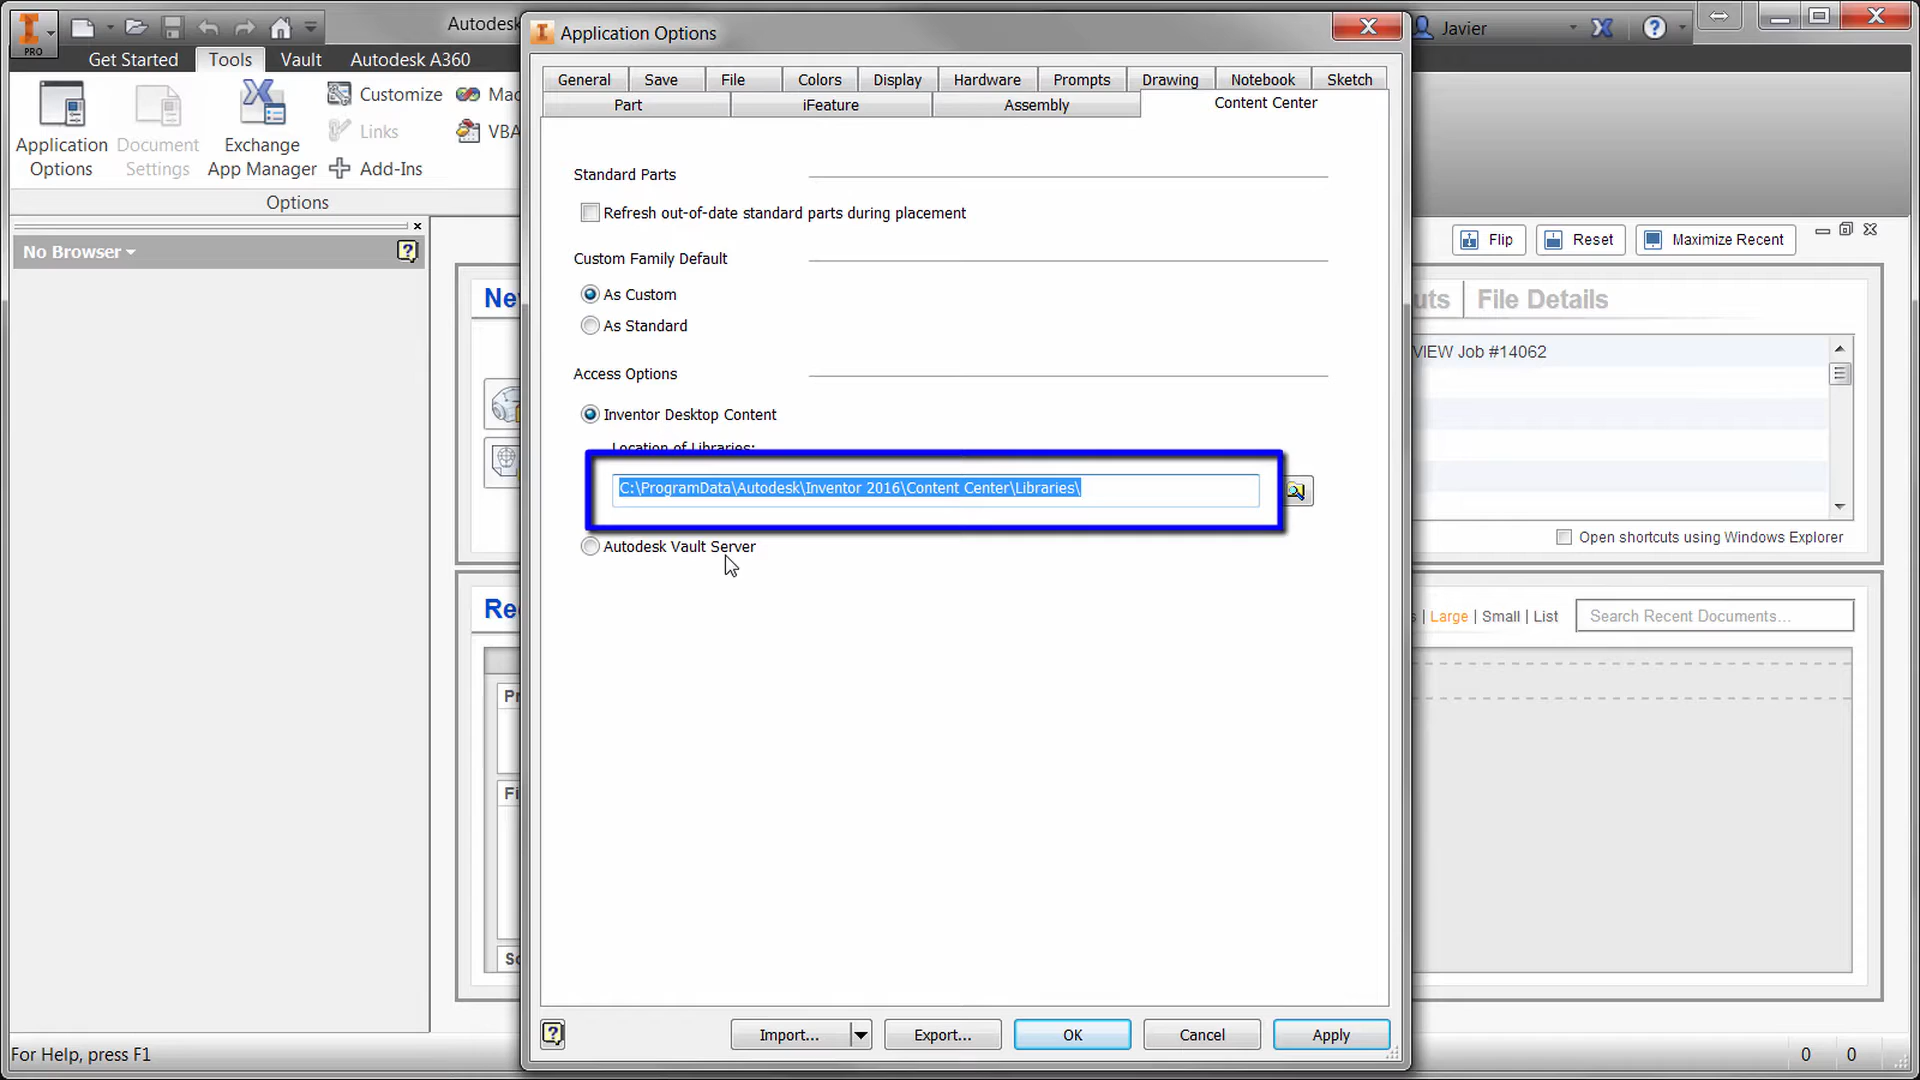 Autodesk
Application Options
Javier
PRO
Get Started Tools Vault Autodesk A360
General Save File Colors Display Hardware Prompts Drawing Notebook Sketch
Part iFeature Assembly Content Center
Application Options
Document Settings
Exchange App Manager
Customize
Links
Add-Ins
VBA
Options
No Browser
Standard Parts
Refresh out-of-date standard parts during placement
Custom Family Default
As Custom
As Standard
Access Options
Inventor Desktop Content
Location of Libraries:
C:\ProgramData\Autodesk\Inventor 2016\Content Center\Libraries\
Autodesk Vault Server
Flip Reset Maximize Recent
File Details
VIEW Job #14062
Open shortcuts using Windows Explorer
Large | Small | List Search Recent Documents...
Import... Export... OK Cancel Apply
For Help, press F1
0 0